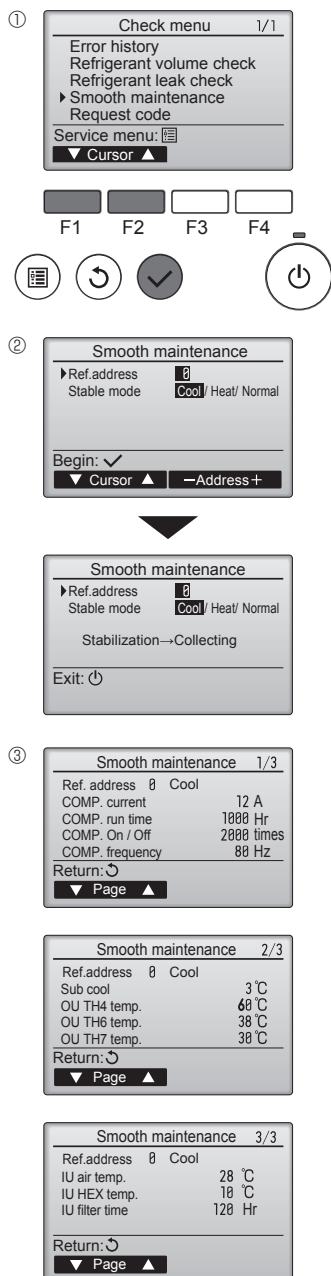 ①
Check menu 1/1
Error history
Refrigerant volume check
Refrigerant leak check
Smooth maintenance
Request code
Service menu:
▼ Cursor ▲
F1 F2 F3 F4
②
Smooth maintenance
Ref.address 0
Stable mode Cool / Heat/ Normal
Begin: ✓
▼ Cursor ▲ −Address+
Smooth maintenance
Ref.address 0
Stable mode Cool / Heat/ Normal
Stabilization→Collecting
Exit:
③
Smooth maintenance 1/3
Ref. address 0 Cool
COMP. current 12 A
COMP. run time 1000 Hr
COMP. On / Off 2000 times
COMP. frequency 80 Hz
Return:
▼ Page ▲
Smooth maintenance 2/3
Ref.address 0 Cool
Sub cool 3℃
OU TH4 temp. 60℃
OU TH6 temp. 38℃
OU TH7 temp. 30℃
Return:
▼ Page ▲
Smooth maintenance 3/3
Ref.address 0 Cool
IU air temp. 28 ℃
IU HEX temp. 10 ℃
IU filter time 120 Hr
Return:
▼ Page ▲